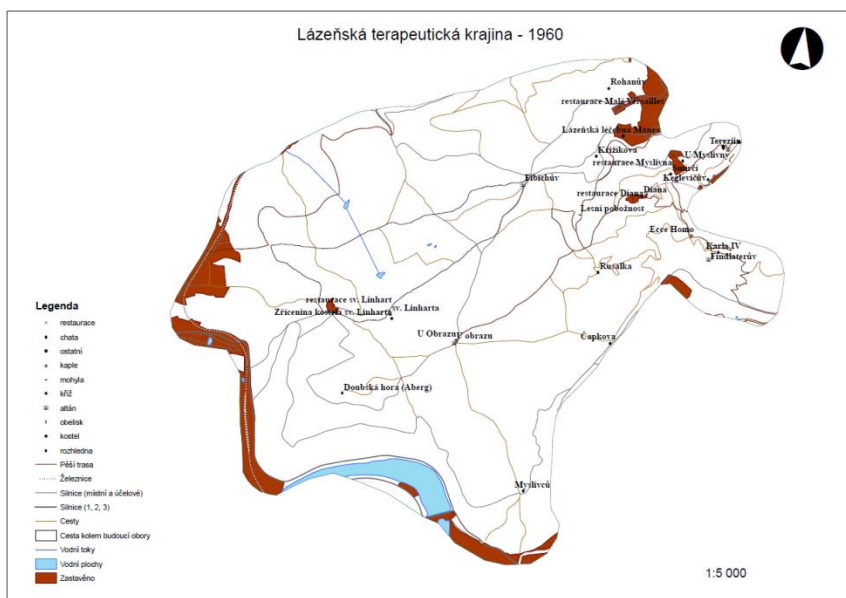 Lázeňská terapeutická krajina - 1960
Rohanův
restaurace Malé Versailles
Lázeňská léčebna Mánes
Křížíkova
restaurace Myslivna
U Myslivny
Keglevičův
Fibichův
restaurace Diana
Diana
Lesní pobožnost
Ecce Homo
Karla IV
Findlaterův
Rusalka
restaurace sv. Linhart
Zřícenina kostela sv. Linharta
sv. Linharta
U Obrazu
obrazu
Čapkova
Doubská hora (Aberg)
Myslivců
Legenda
restaurace
chata
ostatní
kaple
mohyla
kříž
altán
obelisk
kostel
rozhledna
Pěší trasa
Železnice
Silnice (místní a účelové)
Silnice (1, 2, 3)
Cesty
Cesta kolem budoucí obory
Vodní toky
Vodní plochy
Zastavěno
1:5 000